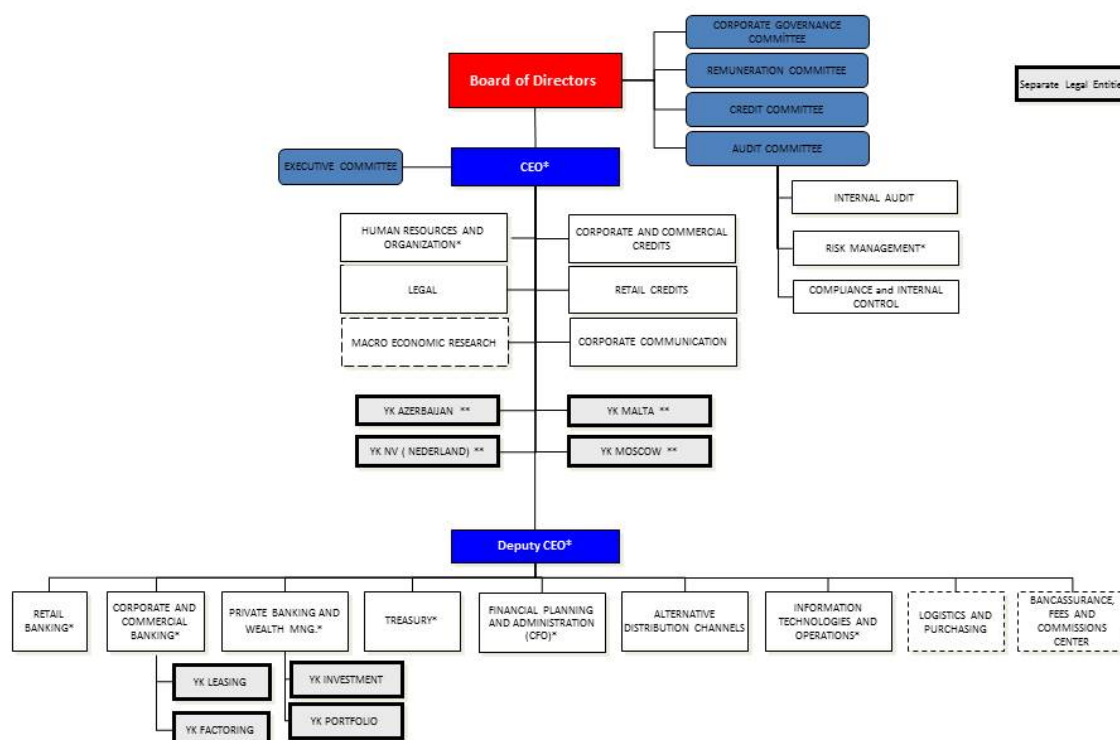 CORPORATE GOVERNANCE
COMMİTTEE
Board of Directors
REMUNERATION COMMITTEE
Separate Legal Entitie
CREDIT COMMITTEE
AUDIT COMMITTEE
EXECUTIVE COMMITTEE
CEO*
INTERNAL AUDIT
HUMAN RESOURCES AND
ORGANIZATION*
CORPORATE AND COMMERCIAL
CREDITS
RISK MANAGEMENT*
LEGAL
RETAIL CREDITS
COMPLIANCE and INTERNAL
CONTROL
MACRO ECONOMIC RESEARCH
CORPORATE COMMUNICATION
YK AZERBAIJAN **
YK MALTA **
YK NV ( NEDERLAND) **
YK MOSCOW **
Deputy CEO*
RETAIL
BANKING*
CORPORATE AND
COMMERCIAL
BANKING*
PRIVATE BANKING AND
WEALTH MNG.*
TREASURY*
FINANCIAL PLANNING
AND ADMINISTRATION
(CFO)*
ALTERNATIVE
DISTRIBUTION CHANNELS
INFORMATION
TECHNOLOGIES AND
OPERATIONS*
LOGISTICS AND
PURCHASING
BANCASSURANCE,
FEES AND
COMMISSIONS
CENTER
YK LEASING
YK INVESTMENT
YK FACTORING
YK PORTFOLIO